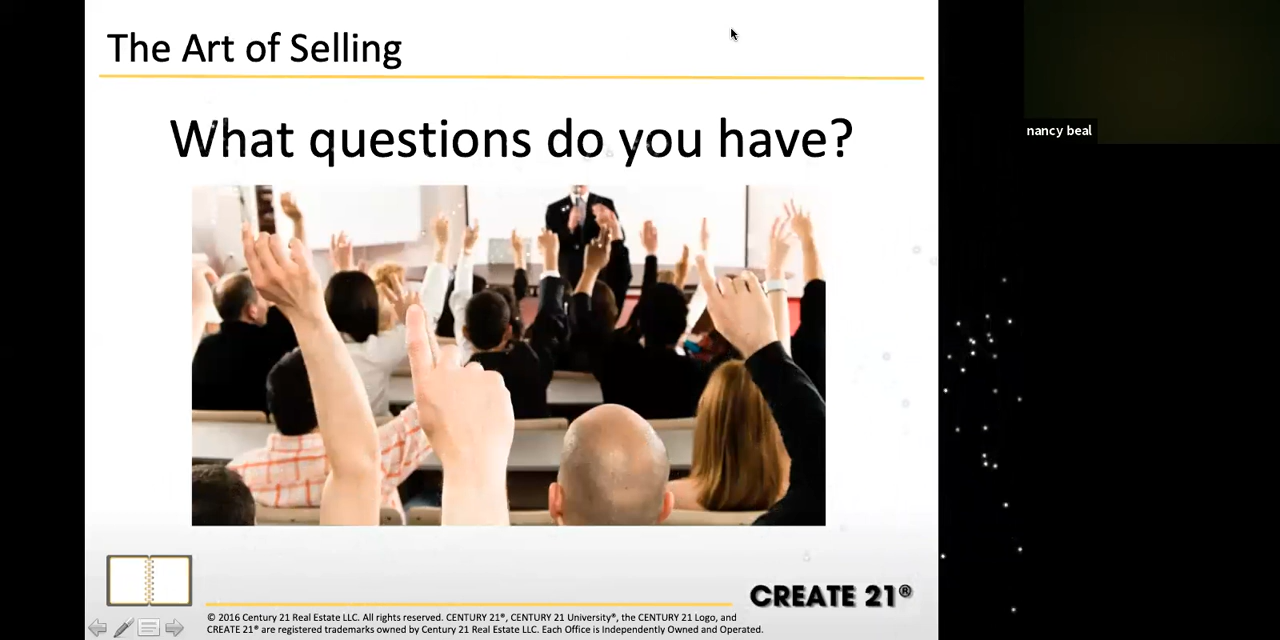 The Art of Selling
What questions do you have?
nancy beal
CREATE 21®
© 2016 Century 21 Real Estate LLC. All rights reserved. CENTURY 21®, CENTURY 21 University®, the CENTURY 21 Logo, and
CREATE 21® are registered trademarks owned by Century 21 Real Estate LLC. Each Office is Independently Owned and Operated.